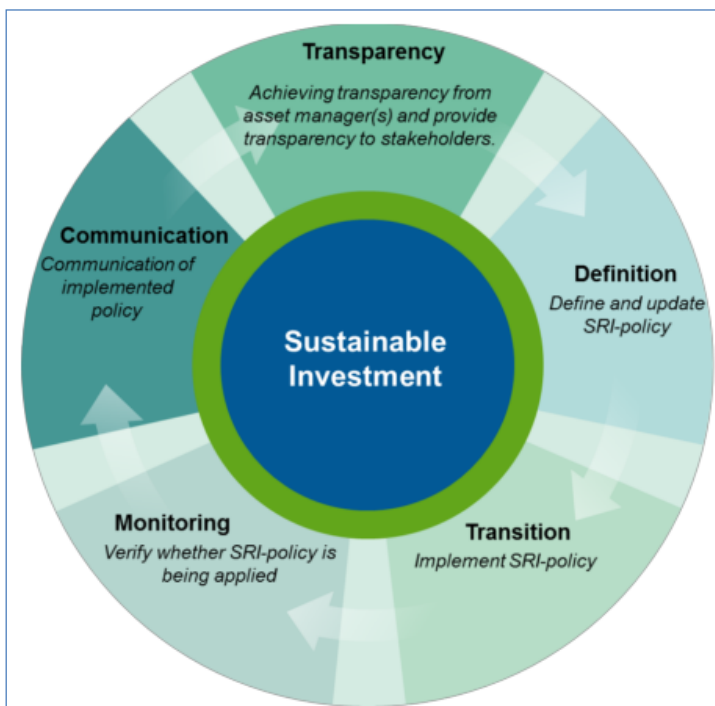 Transparency
Achieving transparency from
asset manager(s) and provide
transparency to stakeholders.
Communication
Communication of
implemented
policy
Definition
Define and update
SRI-policy
Sustainable
Investment
Monitoring
Verify whether SRI-policy is
being applied
Transition
Implement SRI-policy